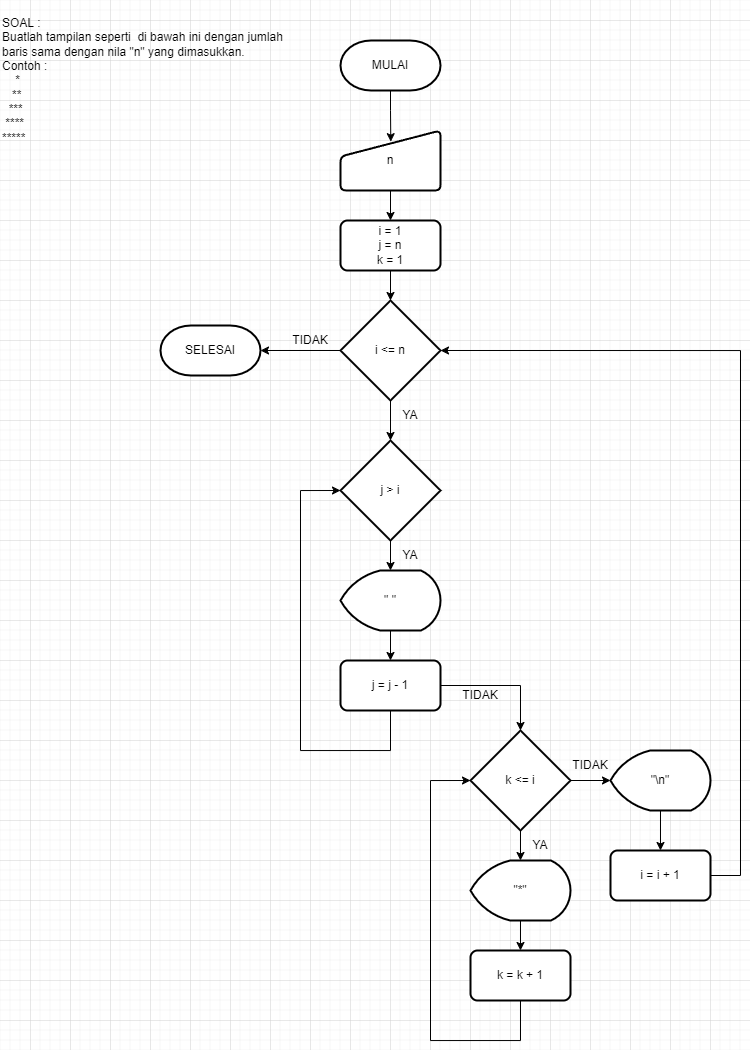 SOAL :
Buatlah tampilan seperti  di bawah ini dengan jumlah
baris sama dengan nila "n" yang dimasukkan.
Contoh :
*
**
***
****
*****
MULAI
n
i = 1
j = n
k = 1
i <= n
TIDAK
SELESAI
YA
j > i
YA
" "
j = j - 1
TIDAK
k <= i
TIDAK
"\n"
YA
i = i + 1
"*"
k = k + 1